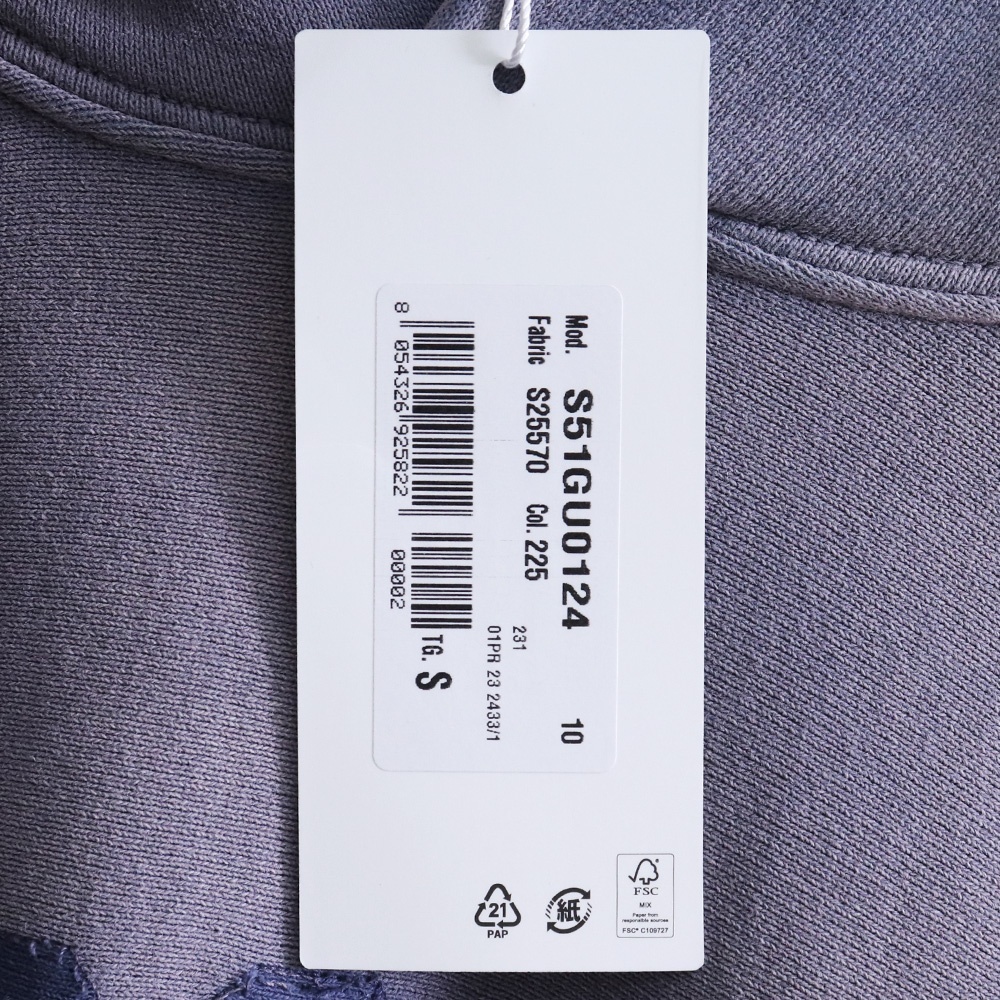 Mod. S51GU0124 10
Fabric S25570 Col. 225
231
01PR 23 2433/1
8 054326 925822
00002
TG. S
21
PAP
紙
FSC
MIX
Paper from
responsible sources
FSC® C109727